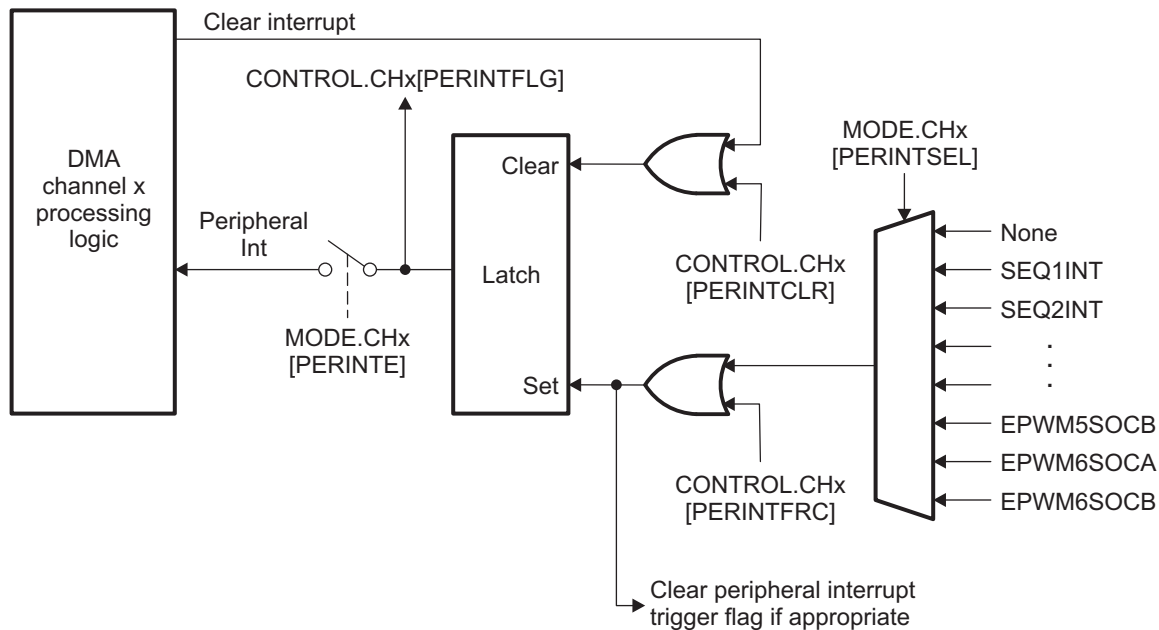 Clear interrupt
CONTROL.CHx[PERINTFLG]
DMA
channel x
processing
logic
Peripheral
Int
MODE.CHx
[PERINTE]
Clear
Latch
Set
CONTROL.CHx
[PERINTCLR]
CONTROL.CHx
[PERINTFRC]
MODE.CHx
[PERINTSEL]
None
SEQ1INT
SEQ2INT
.
.
.
EPWM5SOCB
EPWM6SOCA
EPWM6SOCB
Clear peripheral interrupt
trigger flag if appropriate